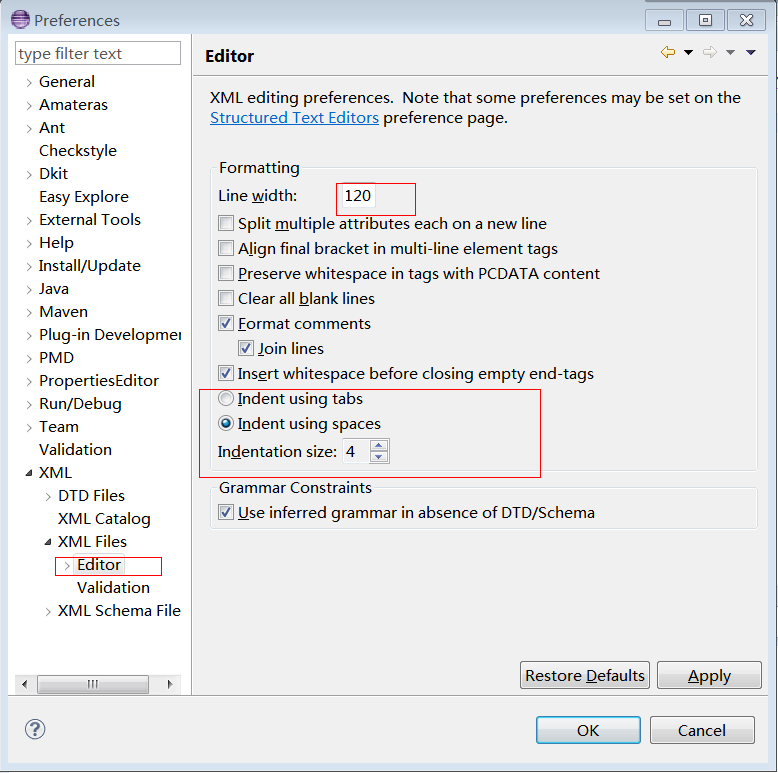 Preferences
type filter text
General
Amateras
Ant
Checkstyle
Dkit
Easy Explore
External Tools
Help
Install/Update
Java
Maven
Plug-in Developmer
PMD
PropertiesEditor
Run/Debug
Team
Validation
XML
DTD Files
XML Catalog
XML Files
Editor
Validation
XML Schema File
Editor
XML editing preferences.  Note that some preferences may be set on the
Structured Text Editors preference page.
Formatting
Line width: 120
Split multiple attributes each on a new line
Align final bracket in multi-line element tags
Preserve whitespace in tags with PCDATA content
Clear all blank lines
Format comments
Join lines
Insert whitespace before closing empty end-tags
Indent using tabs
Indent using spaces
Indentation size: 4
Grammar Constraints
Use inferred grammar in absence of DTD/Schema
Restore Defaults Apply
OK Cancel